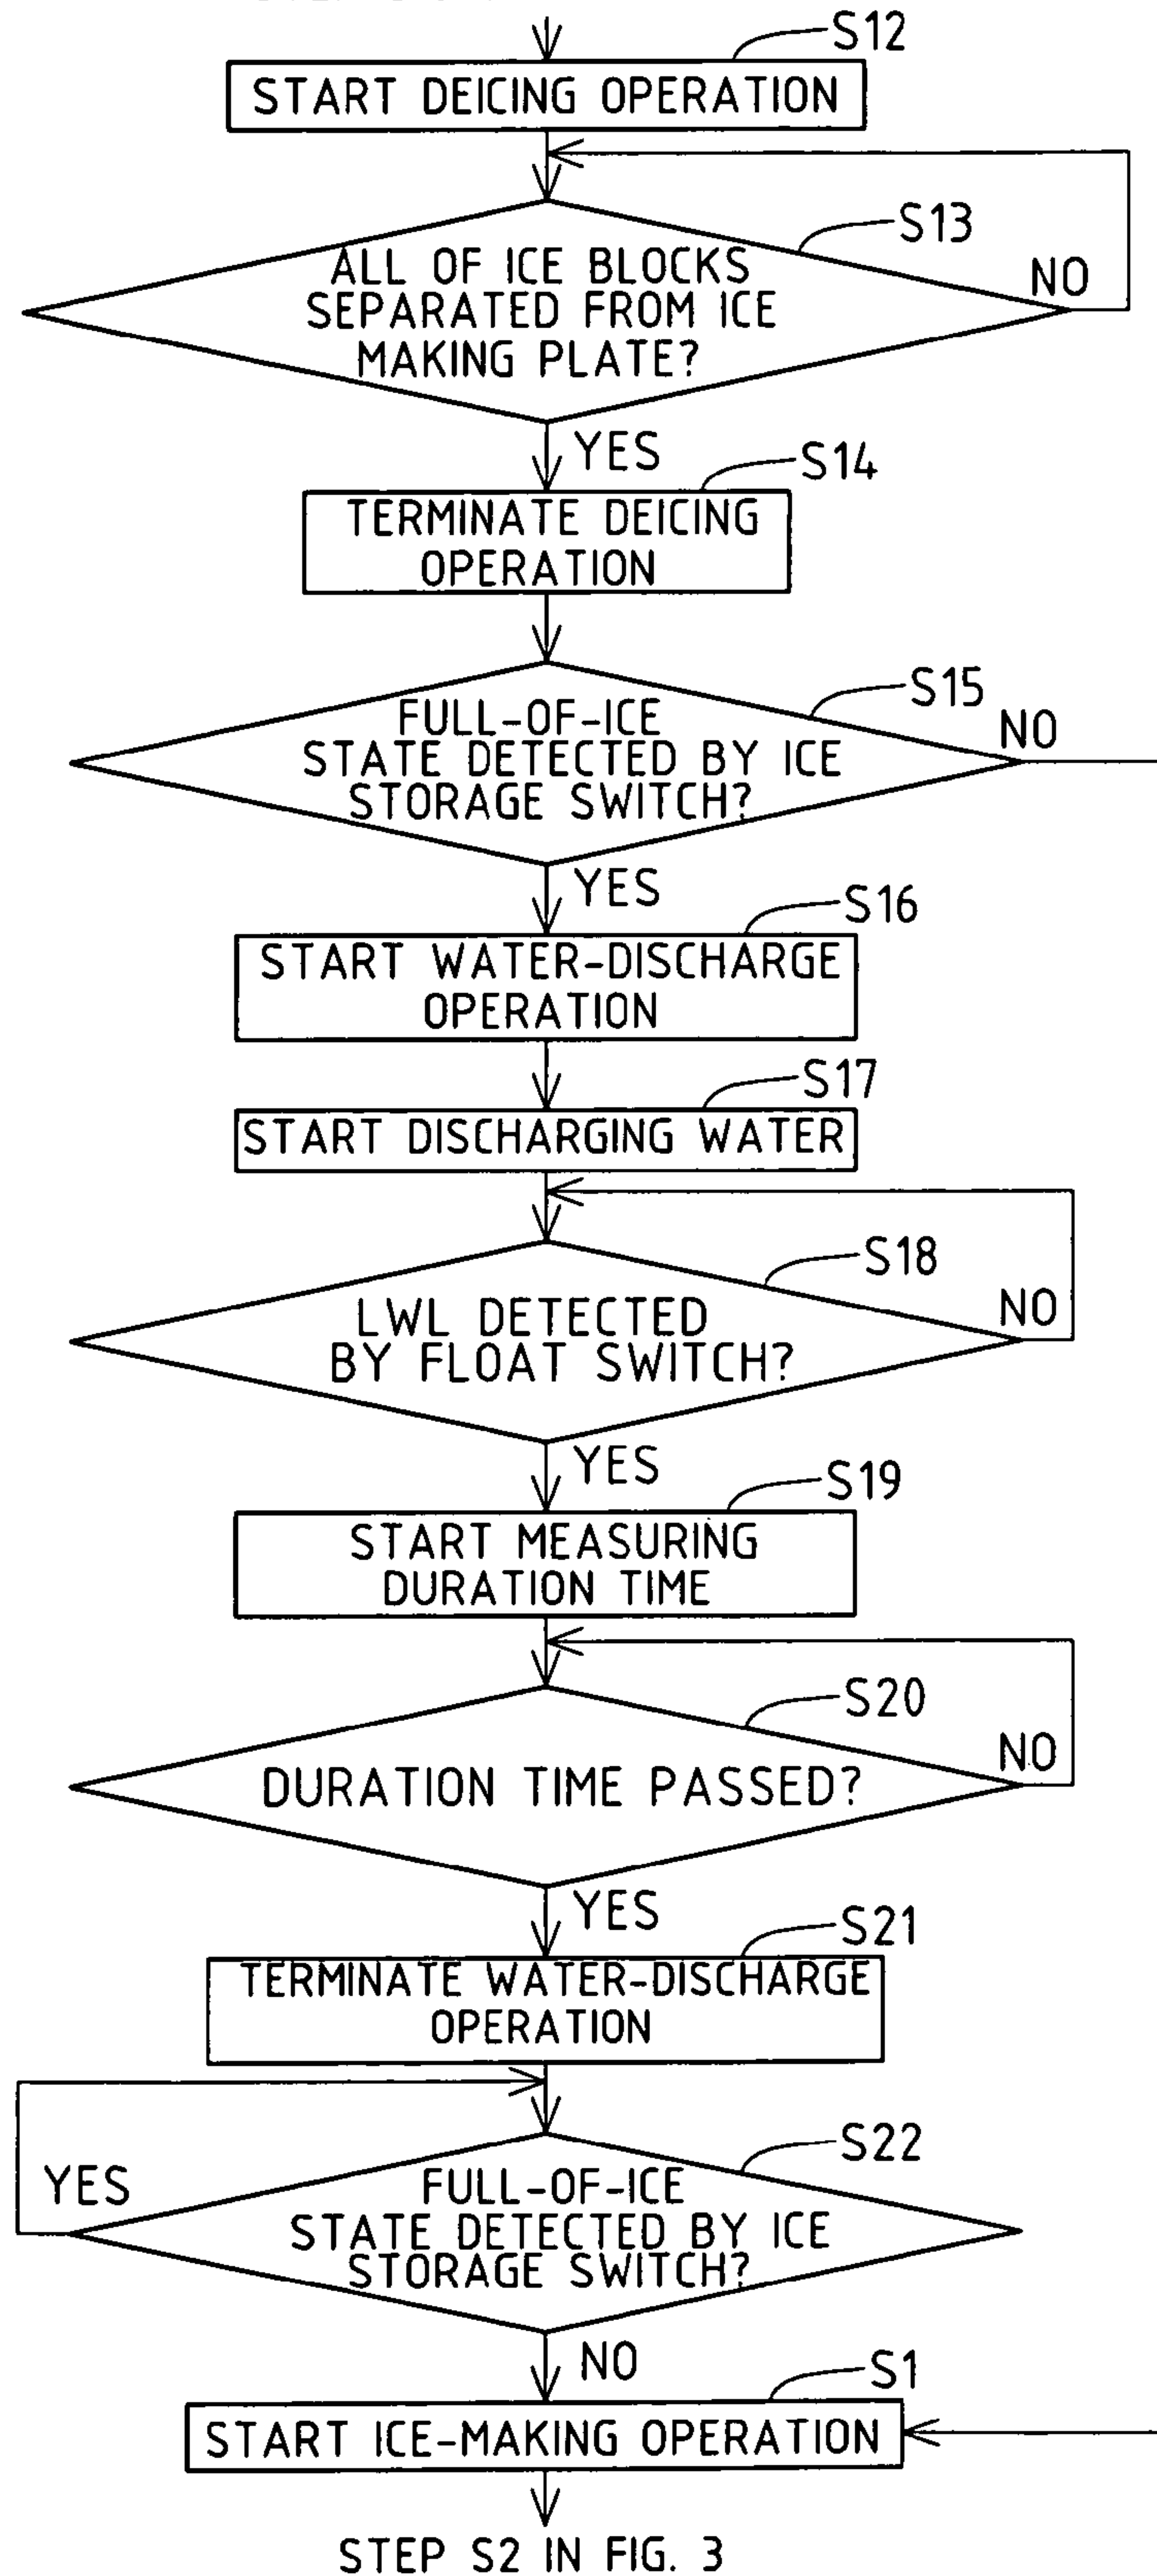 S12
START DEICING OPERATION
S13
ALL OF ICE BLOCKS
SEPARATED FROM ICE
MAKING PLATE?
NO
YES
S14
TERMINATE DEICING
OPERATION
S15
FULL-OF-ICE
STATE DETECTED BY ICE
STORAGE SWITCH?
NO
YES
S16
START WATER-DISCHARGE
OPERATION
S17
START DISCHARGING WATER
S18
LWL DETECTED
BY FLOAT SWITCH?
NO
YES
S19
START MEASURING
DURATION TIME
S20
DURATION TIME PASSED?
NO
YES
S21
TERMINATE WATER-DISCHARGE
OPERATION
S22
FULL-OF-ICE
STATE DETECTED BY ICE
STORAGE SWITCH?
YES
NO
S1
START ICE-MAKING OPERATION
STEP S2 IN FIG. 3